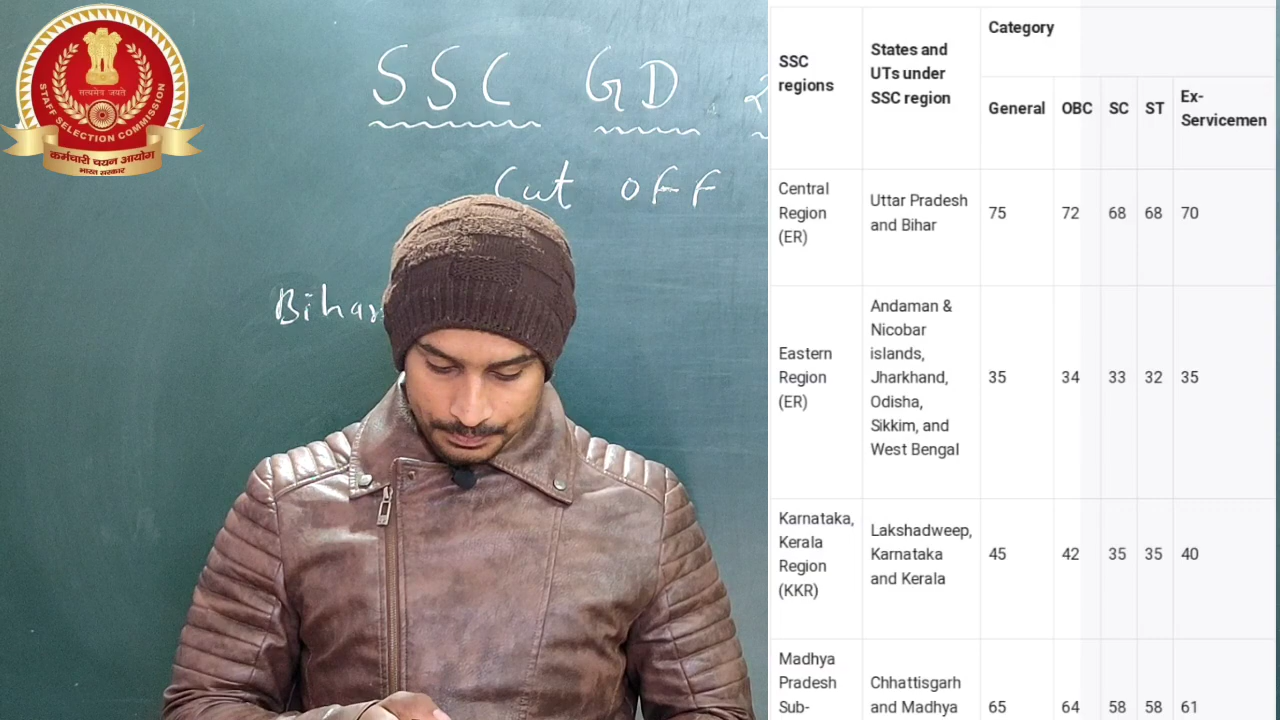 सत्यमेव जयते
STAFF SELECTION COMMISSION
कर्मचारी चयन आयोग
भारत सरकार
SSC GD
Cut off
Bihar
SSC regions
States and UTs under SSC region
Category
General OBC SC ST Ex-Servicemen
Central Region (ER)
Uttar Pradesh and Bihar
75 72 68 68 70
Eastern Region (ER)
Andaman & Nicobar islands, Jharkhand, Odisha, Sikkim, and West Bengal
35 34 33 32 35
Karnataka, Kerala Region (KKR)
Lakshadweep, Karnataka and Kerala
45 42 35 35 40
Madhya Pradesh Sub-
Chhattisgarh and Madhya
65 64 58 58 61